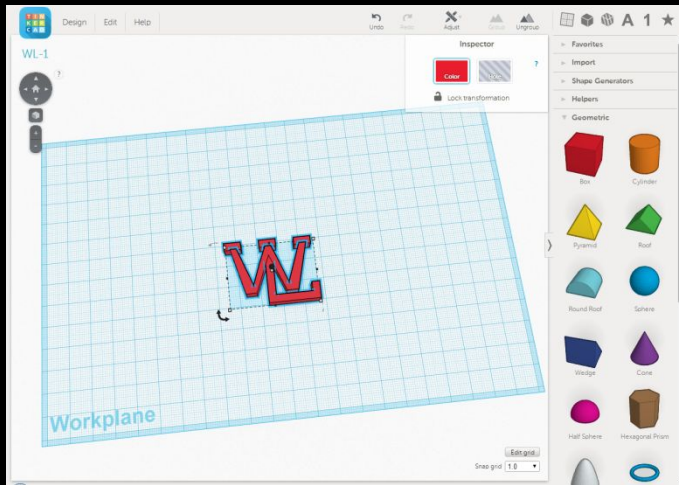 TIN
KER
CAD
Design Edit Help
Undo Redo Adjust Group Ungroup
A 1
WL-1
?
Inspector
Color
?
Lock transformation
Favorites
Import
Shape Generators
Helpers
Geometric
Box Cylinder
Pyramid Roof
Round Roof Sphere
Wedge Cone
Half Sphere Hexagonal Prism
+
-
WL
Workplane
Edit grid
Snap grid 1.0